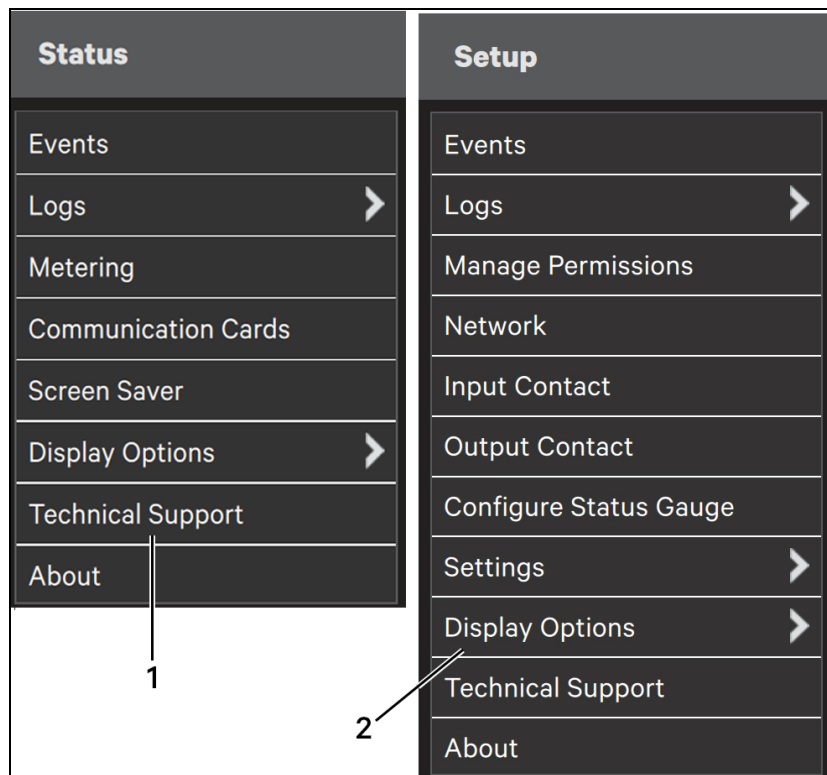 Status
Events
Logs
Metering
Communication Cards
Screen Saver
Display Options
Technical Support
About
1
Setup
Events
Logs
Manage Permissions
Network
Input Contact
Output Contact
Configure Status Gauge
Settings
Display Options
Technical Support
About
2